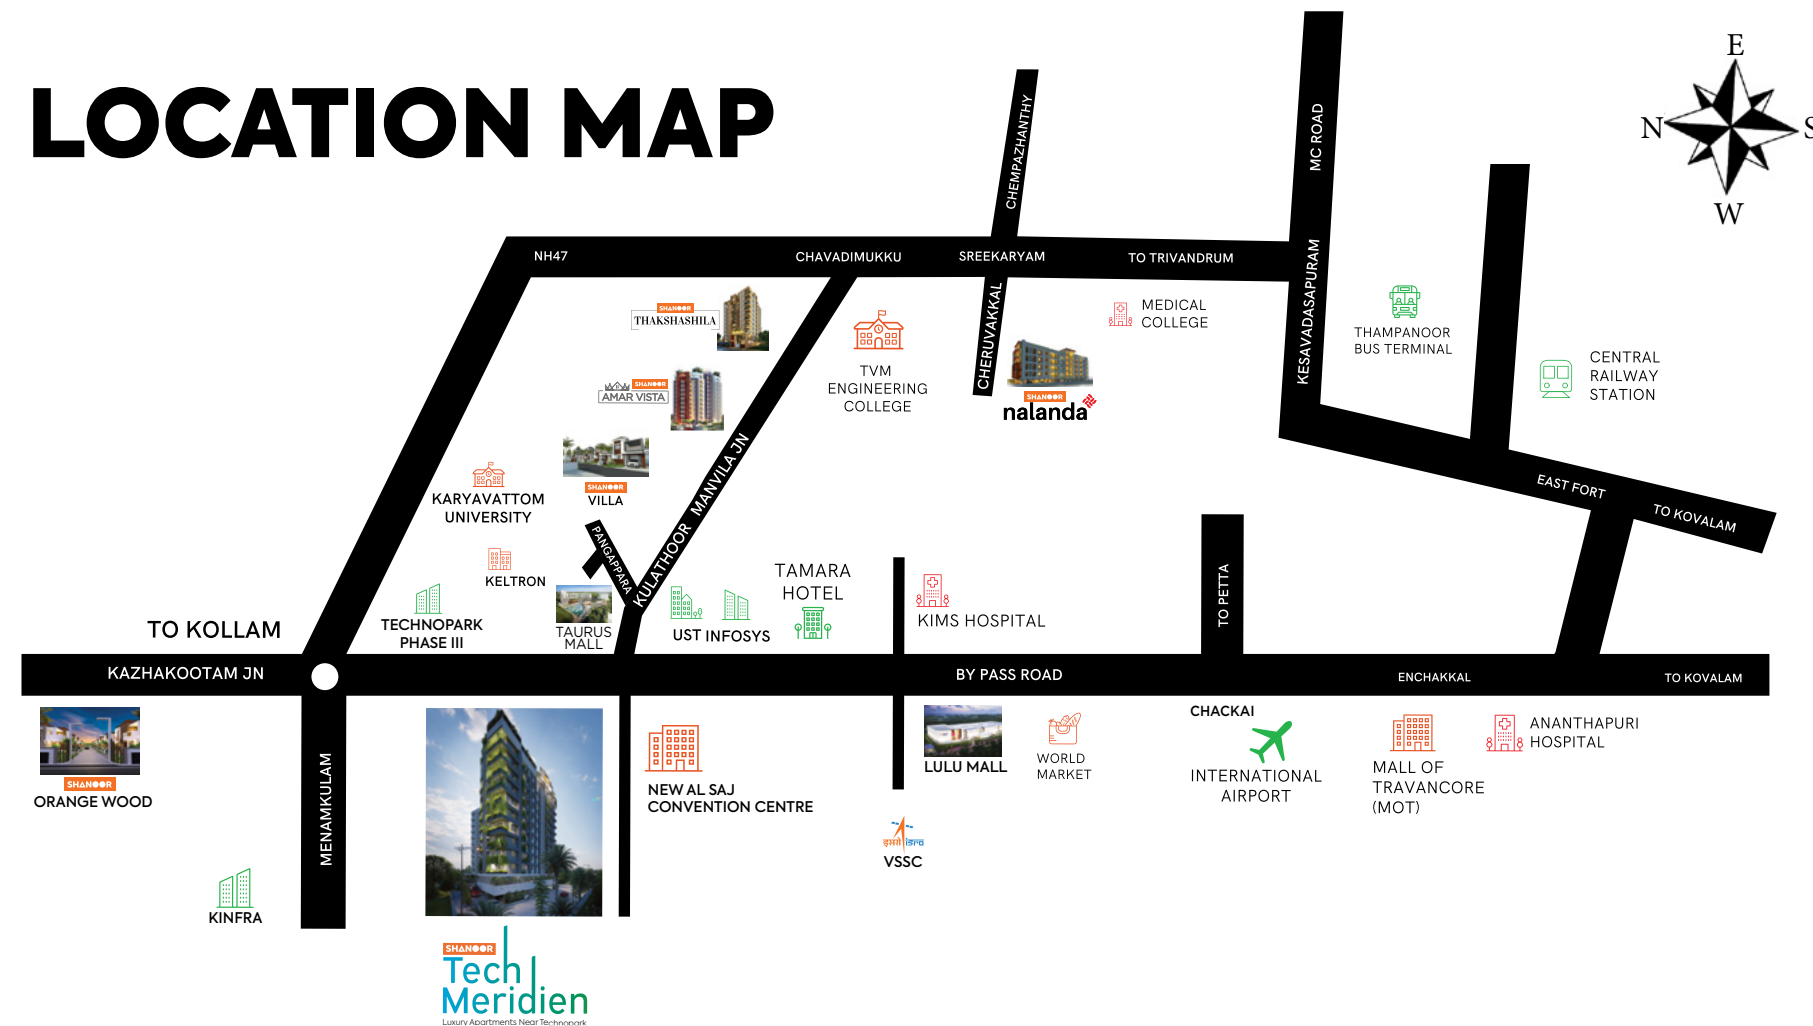 LOCATION MAP
E
N
S
W
MC ROAD
CHEMPAZHANTHY
NH47
CHAVADIMUKKU
SREEKARYAM
TO TRIVANDRUM
KESAVADASAPURAM
CHERUVAKKAL
SHANOOR
THAKSHASHILA
MEDICAL
COLLEGE
THAMPANOOR
BUS TERMINAL
CENTRAL
RAILWAY
STATION
TVM
ENGINEERING
COLLEGE
SHANOOR
AMAR VISTA
SHANOOR
nalanda
MANVILA JN
KULATHOOR
SHANOOR
VILLA
KARYAVATTOM
UNIVERSITY
PANGAPPARA
EAST FORT
TO KOVALAM
KELTRON
TAMARA
HOTEL
TO PETTA
KIMS HOSPITAL
TECHNOPARK
PHASE III
TAURUS
MALL
UST
INFOSYS
TO KOLLAM
KAZHAKOOTAM JN
BY PASS ROAD
ENCHAKKAL
TO KOVALAM
SHANOOR
ORANGE WOOD
MENAMKULAM
KINFRA
NEW AL SAJ
CONVENTION CENTRE
LULU MALL
WORLD
MARKET
CHACKAI
INTERNATIONAL
AIRPORT
MALL OF
TRAVANCORE
(MOT)
ANANTHAPURI
HOSPITAL
इसरो isro
VSSC
SHANOOR
Tech
Meridien
Luxury Apartments Near Technopark